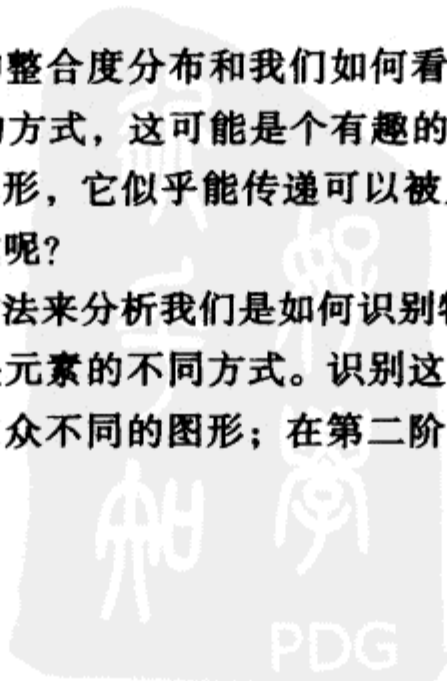 整合度分布和我们如何看
方式，这可能是个有趣的
形，它似乎能传递可以被
呢？
法来分析我们是如何识别
元素的不同方式。识别这
众不同的图形；在第二阶
PDG